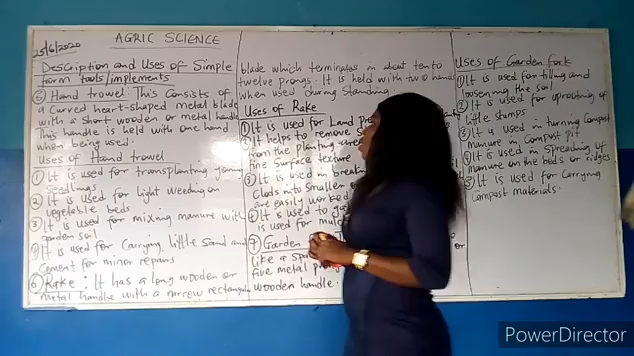 25/6/2020
AGRIC SCIENCE
Description and Uses of Simple
farm tools/implements
⑤ Hand trowel: This consists of
a curved heart-shaped metal blade
with a short wooden or metal handle
This handle is held with one hand
when being used.
Uses of Hand trowel
① It is used for transplanting young
Seedlings
② It is used for light weeding on
vegetable beds
③ It is used for mixing manure with
garden soil
④ It is used for Carrying little Sand and
Cement for minor repairs
⑥ Rake: It has a long wooden or
metal handle with a narrow rectangular
blade which terminates in about ten to
twelve prongs. It is held with two hands
when used during Standing.
Uses of Rake
① It is used for Land
② It helps to remove
from the planting area
fine Surface texture
③ It is used in
Clods into Smaller
are easily worked
④ It is used to
is used for
⑦ Garden
like a
five metal
wooden handle.
Uses of Garden fork
① It is used for tilling and
loosening the soil
② It is used for uprooting of
little stumps
③ It is used in turning Compost
manure in Compost pit
④ It is used in Spreading of
manure on the beds or ridges
⑤ It is used for Carrying
Compost materials.
PowerDirector